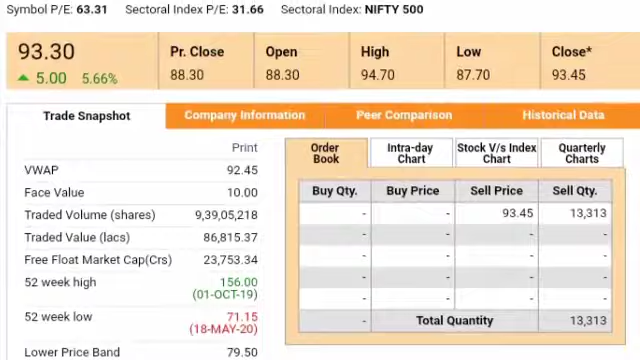 Symbol P/E: 63.31 Sectoral Index P/E: 31.66 Sectoral Index: NIFTY 500
93.30 Pr. Close Open High Low Close*
5.00 5.66% 88.30 88.30 94.70 87.70 93.45
Trade Snapshot Company Information Peer Comparison Historical Data
Print
Order Book Intra-day Chart Stock V/s Index Chart Quarterly Charts
VWAP 92.45
Face Value 10.00
Traded Volume (shares) 9,39,05,218
Traded Value (lacs) 86,815.37
Free Float Market Cap(Crs) 23,753.34
52 week high 156.00
(01-OCT-19)
52 week low 71.15
(18-MAY-20)
Lower Price Band 79.50
Buy Qty. Buy Price Sell Price Sell Qty.
- - 93.45 13,313
- - - -
- - - -
- - - -
- - - -
- Total Quantity 13,313